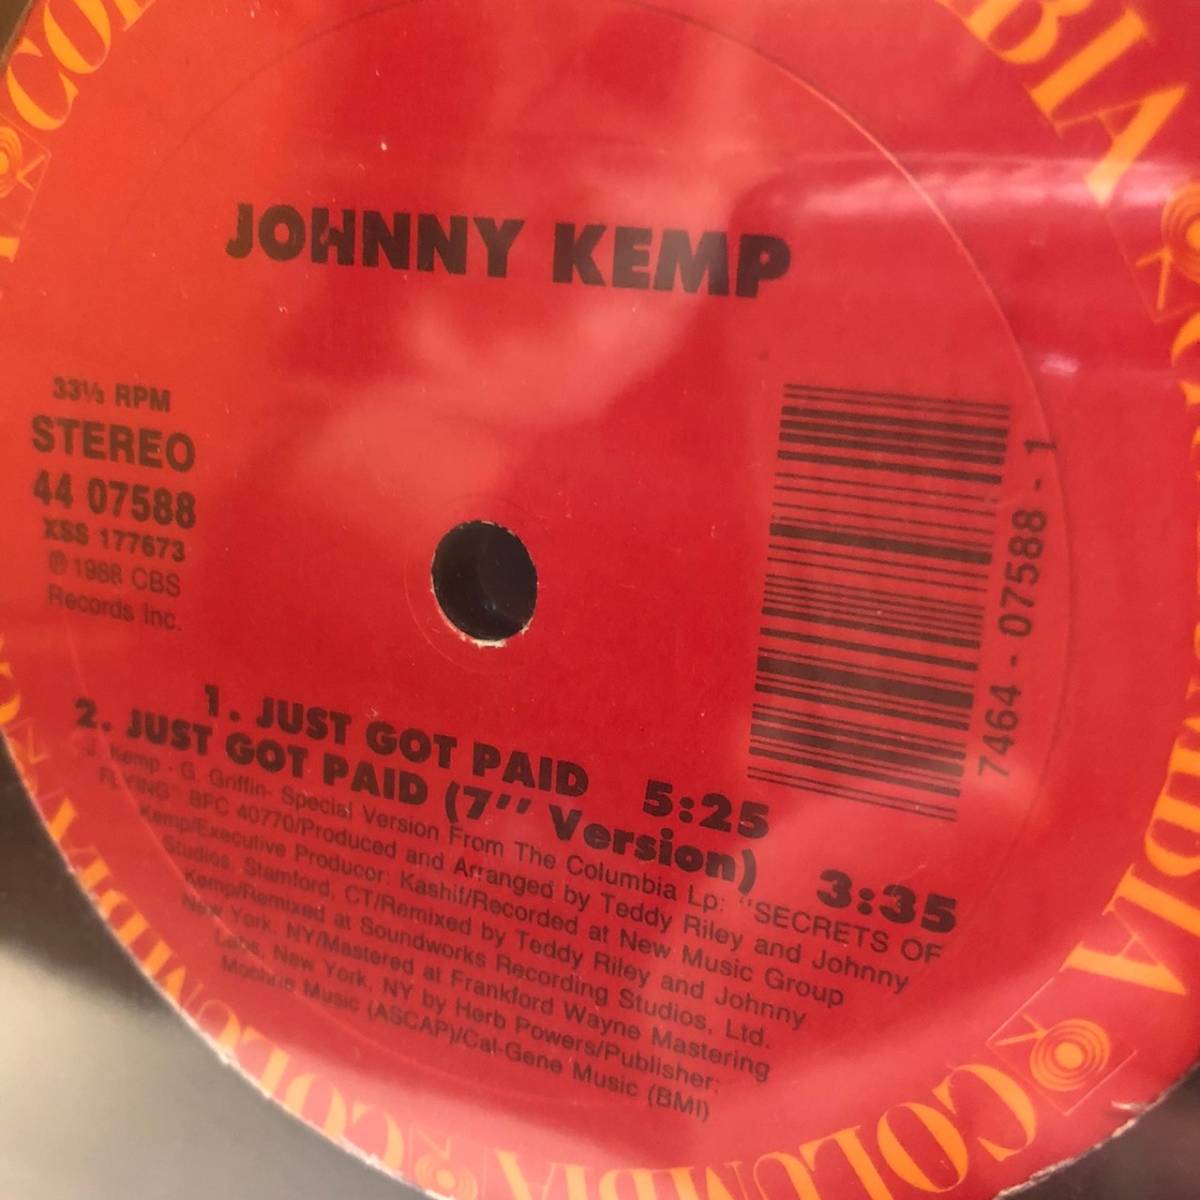 JOHNNY KEMP
33⅓ RPM
STEREO
44 07588
XSS 177673
℗ 1988 CBS
Records Inc.
7464 - 07588 - 1
1. JUST GOT PAID 5:25
2. JUST GOT PAID (7" Version) 3:35
J. Kemp - G. Griffin- Special Version From The Columbia Lp: "SECRETS OF
FLYING" BFC 40770/Produced and Arranged by Teddy Riley and Johnny
Kemp/Executive Producer: Kashif/Recorded at New Music Group
Studios, Stamford, CT/Remixed by Teddy Riley and Johnny
Kemp/Remixed at Soundworks Recording Studios, Ltd.
New York, NY/Mastered at Frankford Wayne Mastering
Labs, New York, NY by Herb Powers/Publisher:
Mochrie Music (ASCAP)/Cal-Gene Music (BMI)
COLUMBIA
COLUMBIA
COLUMBIA